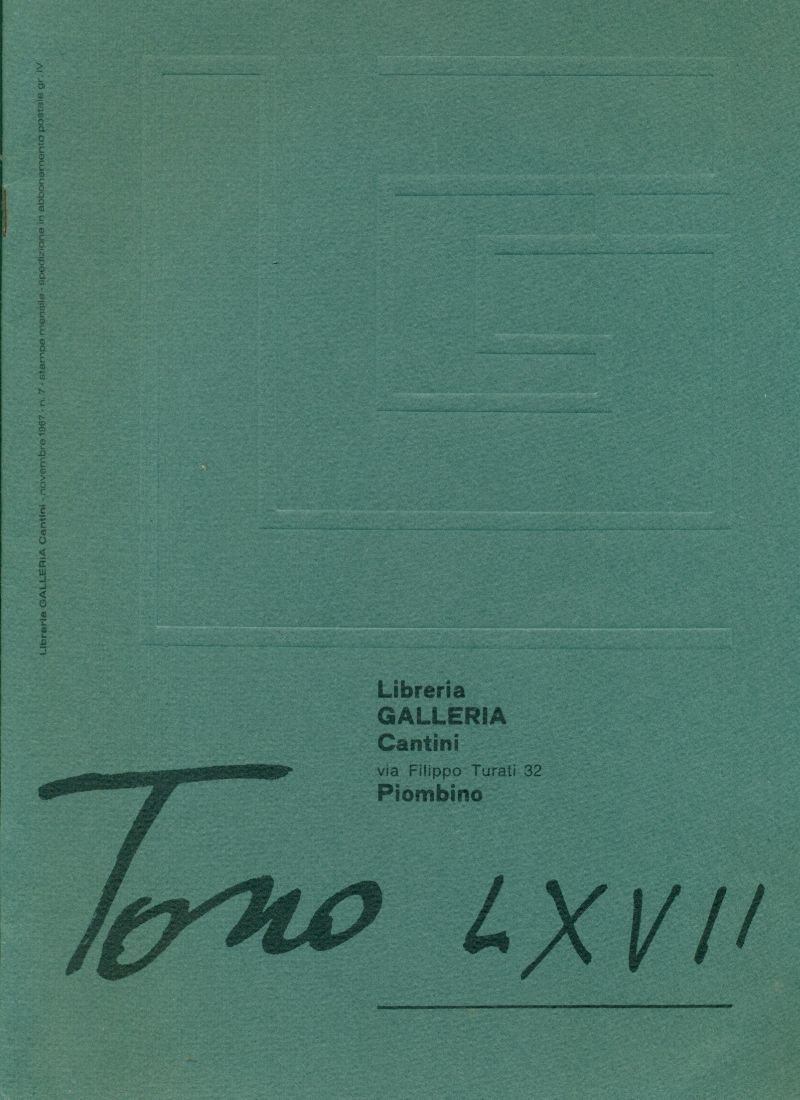 Libreria GALLERIA Cantini - novembre 1967 - n. 7 - stampe mensile - spedizione in abbonamento postale gr. IV
Libreria
GALLERIA
Cantini
via Filippo Turati 32
Piombino
Tono LXVII